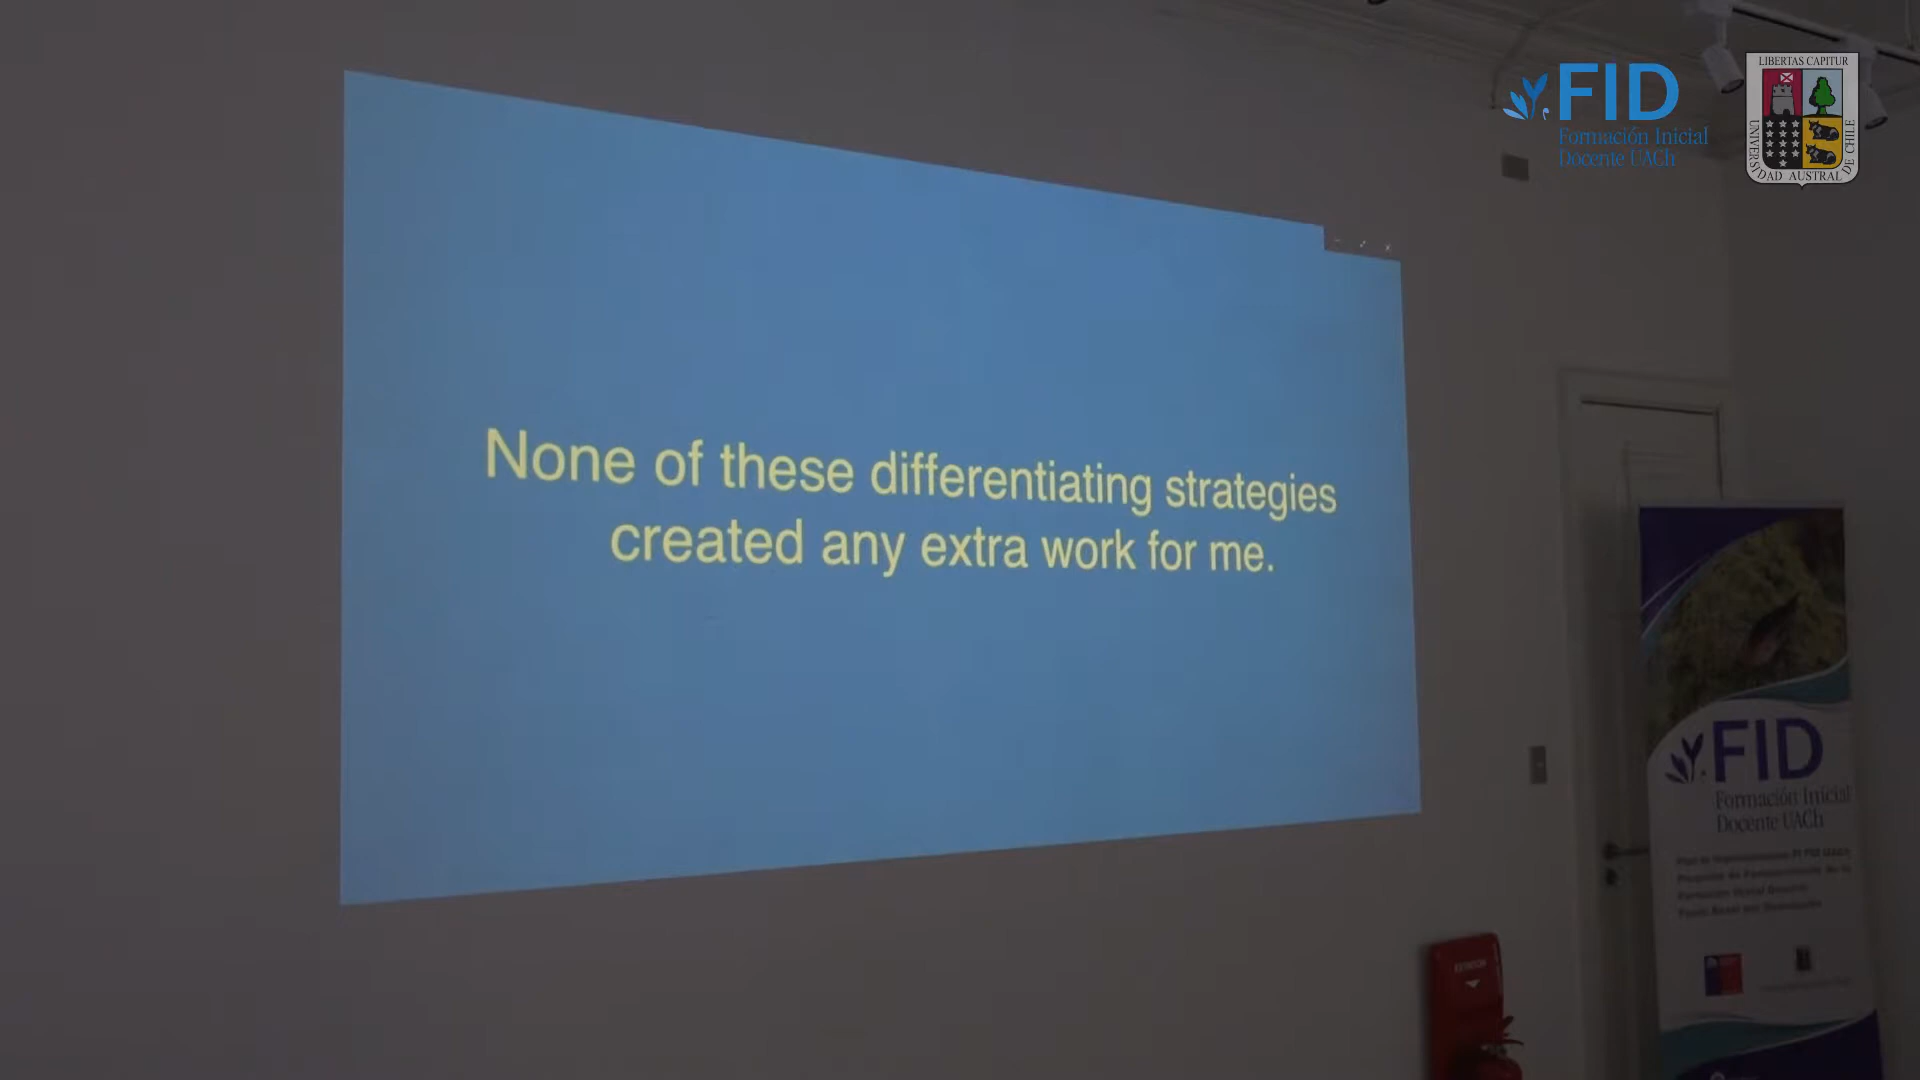 FID
Formación Inicial
Docente UACh
LIBERTAS CAPITUR
UNIVERSIDAD AUSTRAL DE CHILE
None of these differentiating strategies
created any extra work for me.
FID
Formación Inicial
Docente UACh
EXTINTOR